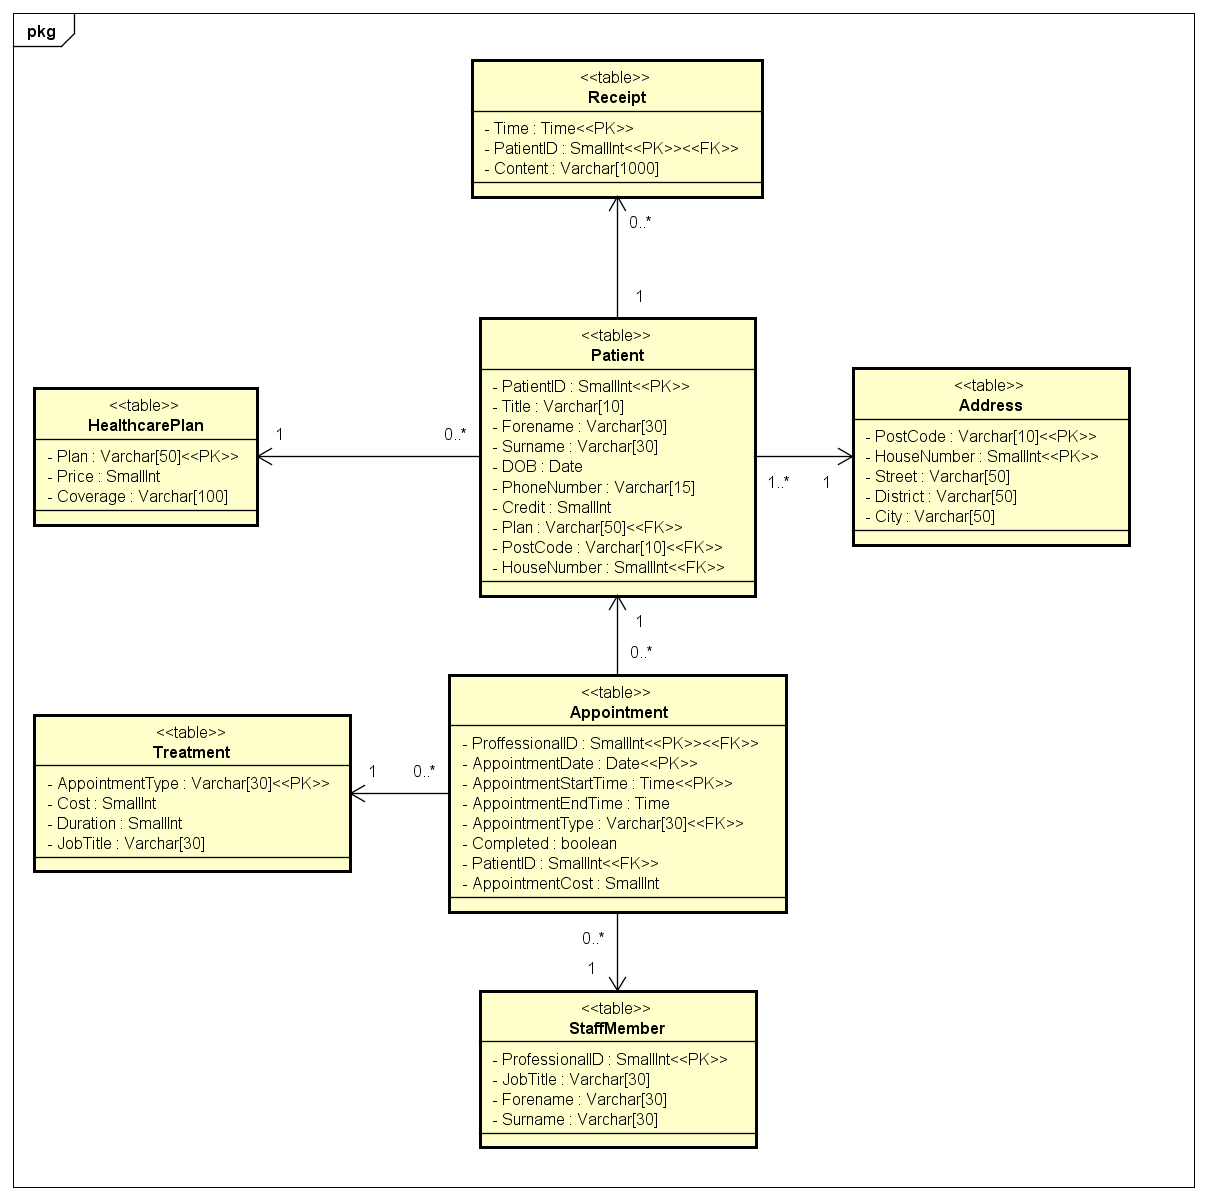 pkg
<<table>>
Receipt
- Time : Time<<PK>>
- PatientID : SmallInt<<PK>><<FK>>
- Content : Varchar[1000]
0..*
1
<<table>>
Patient
- PatientID : SmallInt<<PK>>
- Title : Varchar[10]
- Forename : Varchar[30]
- Surname : Varchar[30]
- DOB : Date
- PhoneNumber : Varchar[15]
- Credit : SmallInt
- Plan : Varchar[50]<<FK>>
- PostCode : Varchar[10]<<FK>>
- HouseNumber : SmallInt<<FK>>
<<table>>
HealthcarePlan
- Plan : Varchar[50]<<PK>>
- Price : SmallInt
- Coverage : Varchar[100]
1
0..*
<<table>>
Address
- PostCode : Varchar[10]<<PK>>
- HouseNumber : SmallInt<<PK>>
- Street : Varchar[50]
- District : Varchar[50]
- City : Varchar[50]
1..*
1
1
0..*
<<table>>
Appointment
- ProffessionalID : SmallInt<<PK>><<FK>>
- AppointmentDate : Date<<PK>>
- AppointmentStartTime : Time<<PK>>
- AppointmentEndTime : Time
- AppointmentType : Varchar[30]<<FK>>
- Completed : boolean
- PatientID : SmallInt<<FK>>
- AppointmentCost : SmallInt
<<table>>
Treatment
- AppointmentType : Varchar[30]<<PK>>
- Cost : SmallInt
- Duration : SmallInt
- JobTitle : Varchar[30]
1
0..*
0..*
1
<<table>>
StaffMember
- ProfessionalID : SmallInt<<PK>>
- JobTitle : Varchar[30]
- Forename : Varchar[30]
- Surname : Varchar[30]